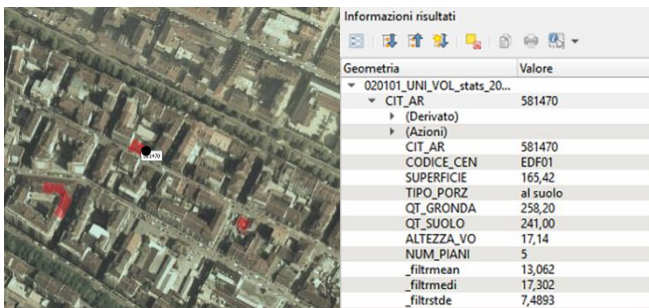 Informazioni risultati
Geometria Valore
020101_UNI_VOL_stats_20...
CIT_AR 581470
(Derivato)
(Azioni)
CIT_AR 581470
CODICE_CEN EDF01
SUPERFICIE 165,42
TIPO_PORZ al suolo
QT_GRONDA 258,20
QT_SUOLO 241,00
ALTEZZA_VO 17,14
NUM_PIANI 5
_filtrmean 13,062
_filtrmedi 17,302
_filtrstde 7,4893
581470